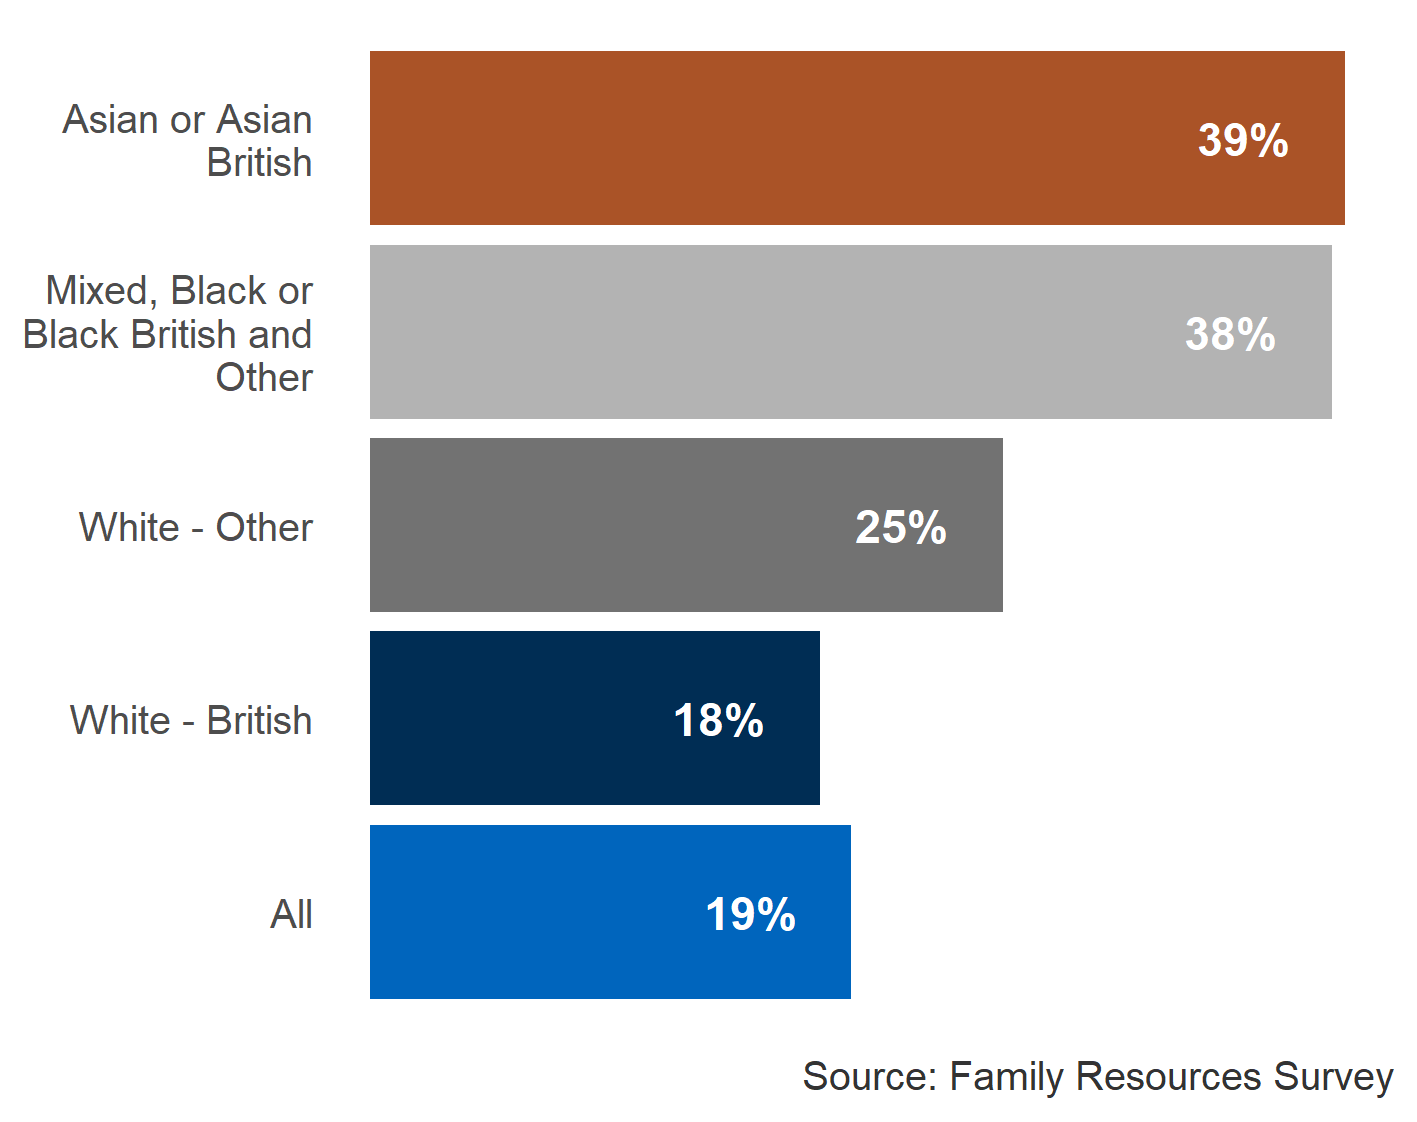 Asian or Asian
British
39%
Mixed, Black or
Black British and
Other
38%
White - Other
25%
White - British
18%
All
19%
Source: Family Resources Survey